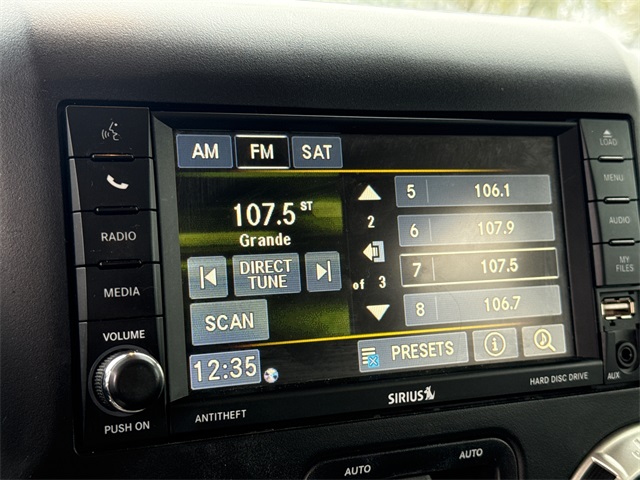 AM FM SAT
107.5 ST
Grande
DIRECT
TUNE
SCAN
12:35
2
of 3
5 106.1
6 107.9
7 107.5
8 106.7
PRESETS
RADIO
MEDIA
VOLUME
PUSH ON
ANTITHEFT
SIRIUS
HARD DISC DRIVE
LOAD
MENU
AUDIO
MY
FILES
AUX
AUTO
AUTO